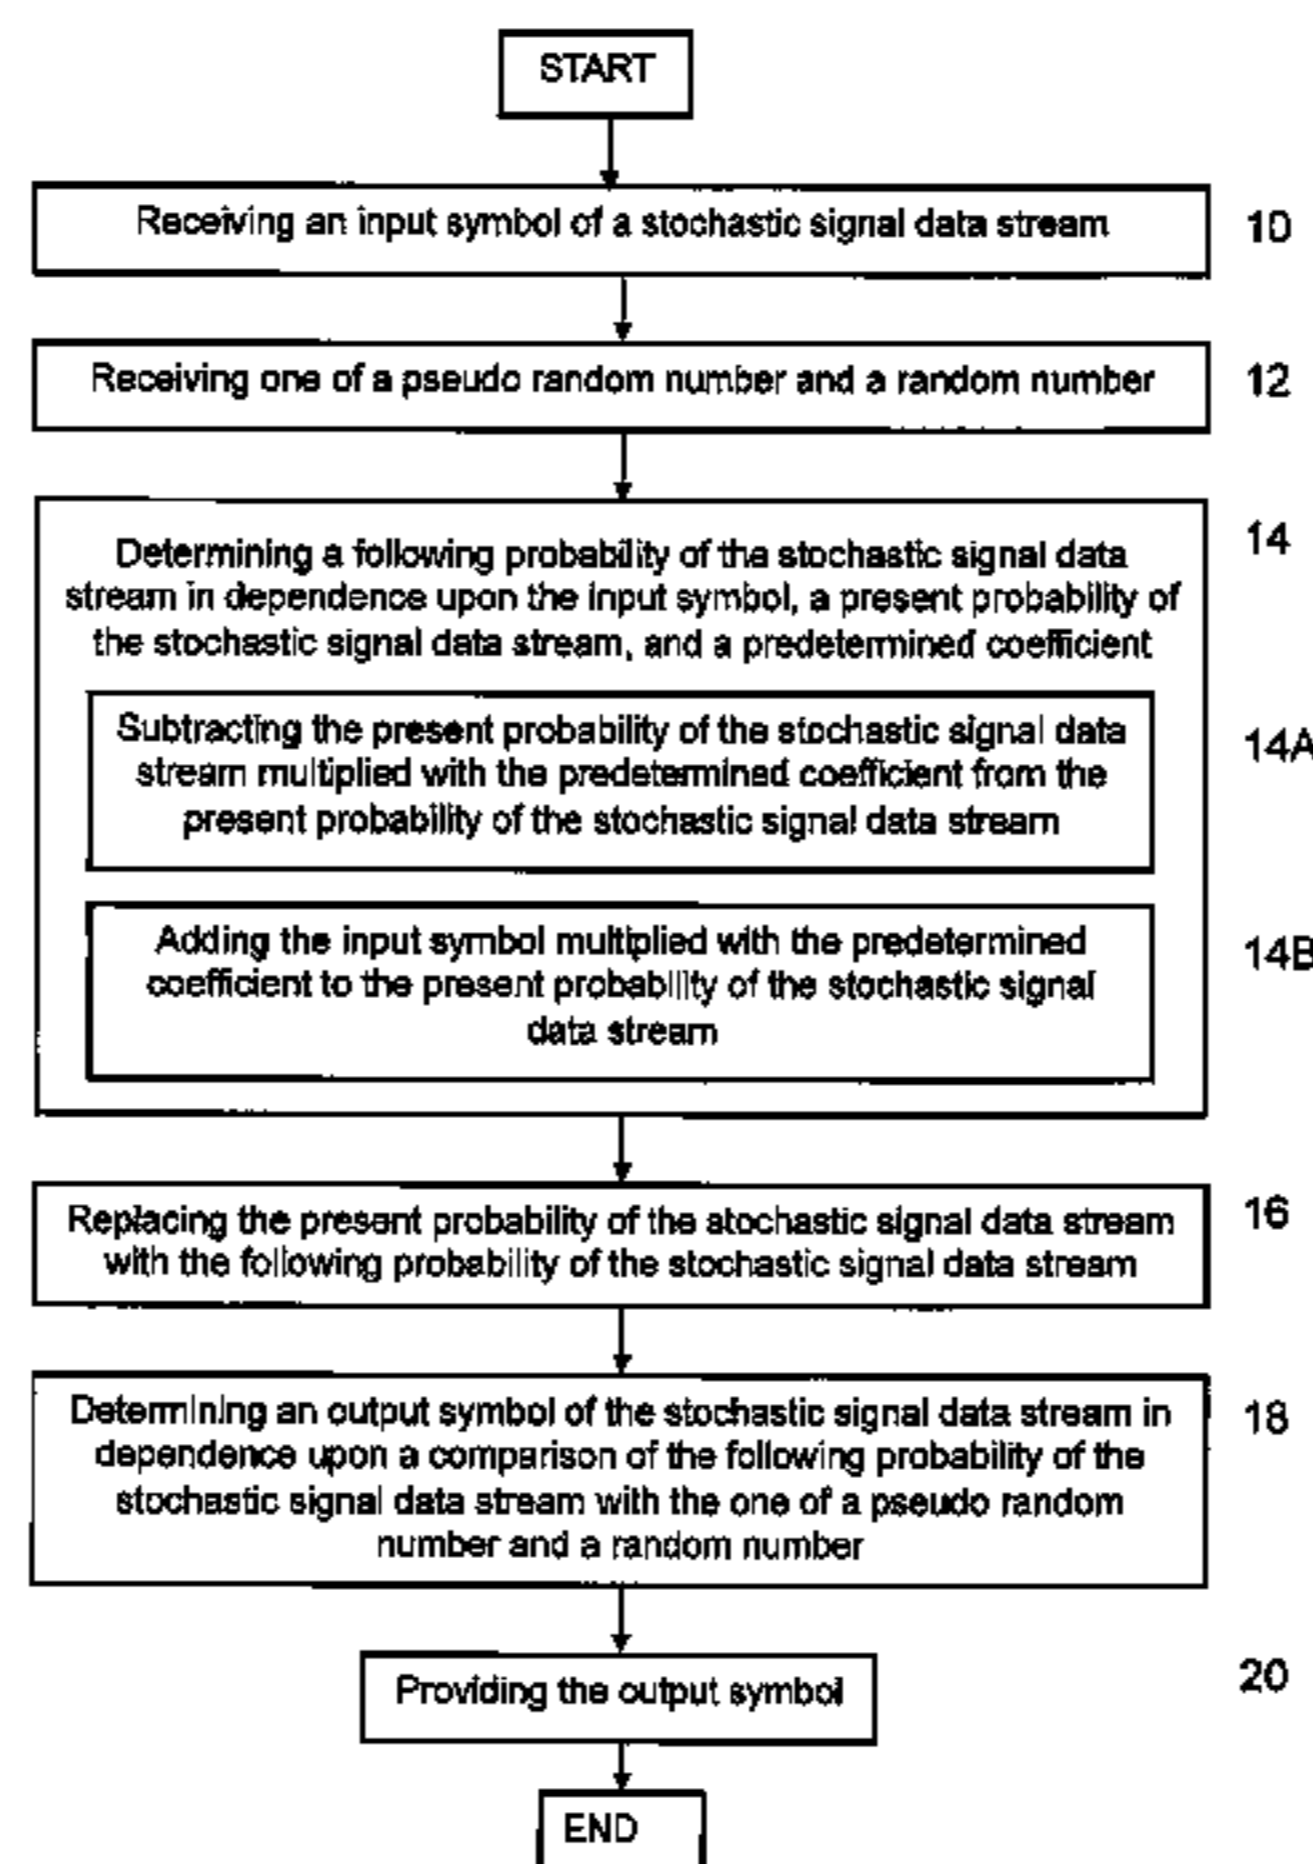 START
Receiving an input symbol of a stochastic signal data stream
10
Receiving one of a pseudo random number and a random number
12
Determining a following probability of the stochastic signal data
stream in dependence upon the input symbol, a present probability of
the stochastic signal data stream, and a predetermined coefficient
14
Subtracting the present probability of the stochastic signal data
stream multiplied with the predetermined coefficient from the
present probability of the stochastic signal data stream
14A
Adding the input symbol multiplied with the predetermined
coefficient to the present probability of the stochastic signal
data stream
14B
Replacing the present probability of the stochastic signal data stream
with the following probability of the stochastic signal data stream
16
Determining an output symbol of the stochastic signal data stream in
dependence upon a comparison of the following probability of the
stochastic signal data stream with the one of a pseudo random
number and a random number
18
Providing the output symbol
20
END